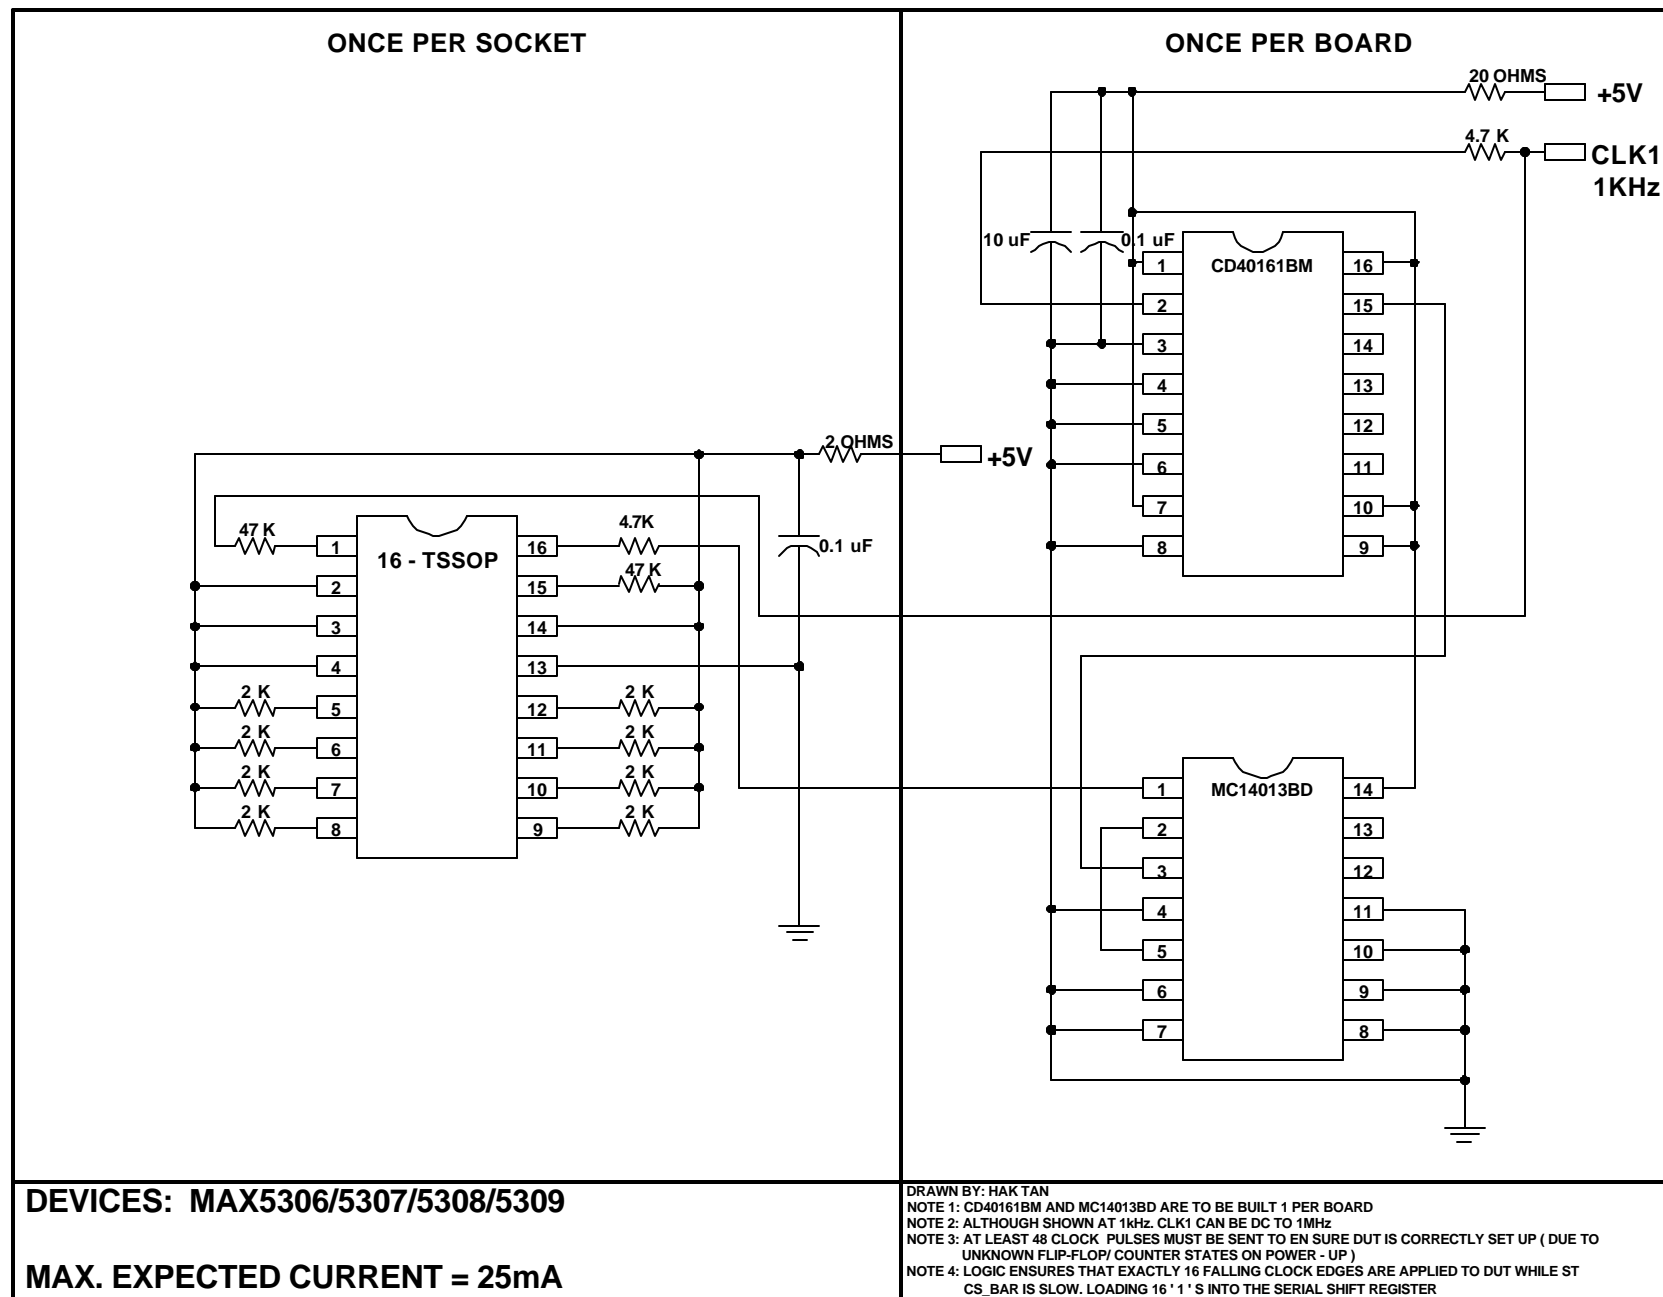 ONCE PER SOCKET
ONCE PER BOARD
20 OHMS
+5V
4.7 K
CLK1
1KHz
10 uF
0.1 uF
CD40161BM
1
2
3
4
5
6
7
8
16
15
14
13
12
11
10
9
2 OHMS
+5V
0.1 uF
47 K
4.7K
47 K
16 - TSSOP
1
2
3
4
5
6
7
8
16
15
14
13
12
11
10
9
2 K
2 K
2 K
2 K
2 K
2 K
2 K
2 K
MC14013BD
1
2
3
4
5
6
7
14
13
12
11
10
9
8
DEVICES: MAX5306/5307/5308/5309
MAX. EXPECTED CURRENT = 25mA
DRAWN BY: HAK TAN
NOTE 1: CD40161BM AND MC14013BD ARE TO BE BUILT 1 PER BOARD
NOTE 2: ALTHOUGH SHOWN AT 1kHz. CLK1 CAN BE DC TO 1MHz
NOTE 3: AT LEAST 48 CLOCK PULSES MUST BE SENT TO EN SURE DUT IS CORRECTLY SET UP ( DUE TO
UNKNOWN FLIP-FLOP/ COUNTER STATES ON POWER - UP )
NOTE 4: LOGIC ENSURES THAT EXACTLY 16 FALLING CLOCK EDGES ARE APPLIED TO DUT WHILE ST
CS_BAR IS SLOW. LOADING 16 ' 1 ' S INTO THE SERIAL SHIFT REGISTER